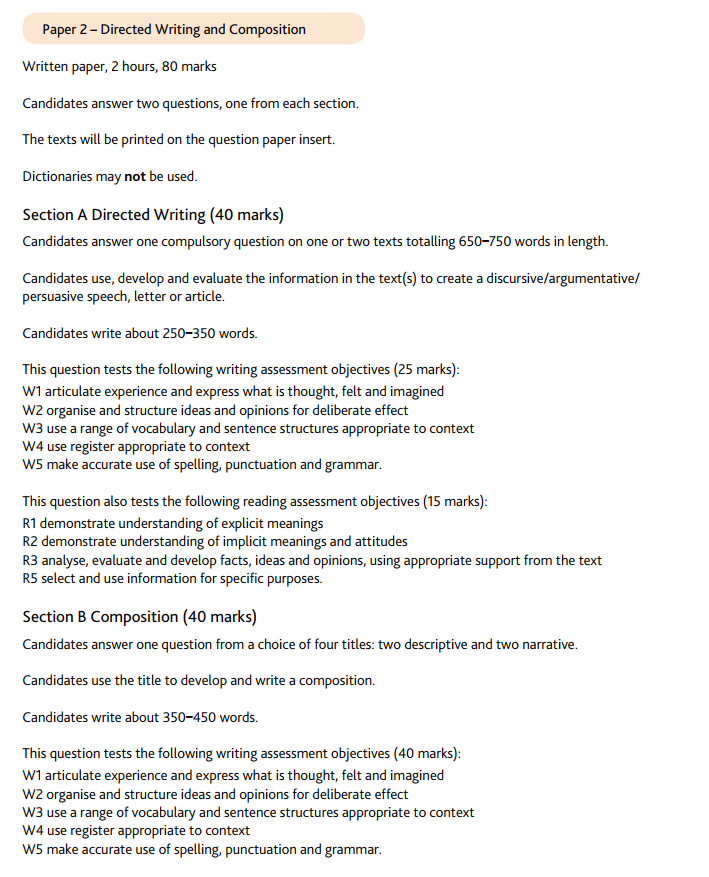 Paper 2 – Directed Writing and Composition
Written paper, 2 hours, 80 marks
Candidates answer two questions, one from each section.
The texts will be printed on the question paper insert.
Dictionaries may not be used.
Section A Directed Writing (40 marks)
Candidates answer one compulsory question on one or two texts totalling 650–750 words in length.
Candidates use, develop and evaluate the information in the text(s) to create a discursive/argumentative/
persuasive speech, letter or article.
Candidates write about 250–350 words.
This question tests the following writing assessment objectives (25 marks):
W1 articulate experience and express what is thought, felt and imagined
W2 organise and structure ideas and opinions for deliberate effect
W3 use a range of vocabulary and sentence structures appropriate to context
W4 use register appropriate to context
W5 make accurate use of spelling, punctuation and grammar.
This question also tests the following reading assessment objectives (15 marks):
R1 demonstrate understanding of explicit meanings
R2 demonstrate understanding of implicit meanings and attitudes
R3 analyse, evaluate and develop facts, ideas and opinions, using appropriate support from the text
R5 select and use information for specific purposes.
Section B Composition (40 marks)
Candidates answer one question from a choice of four titles: two descriptive and two narrative.
Candidates use the title to develop and write a composition.
Candidates write about 350–450 words.
This question tests the following writing assessment objectives (40 marks):
W1 articulate experience and express what is thought, felt and imagined
W2 organise and structure ideas and opinions for deliberate effect
W3 use a range of vocabulary and sentence structures appropriate to context
W4 use register appropriate to context
W5 make accurate use of spelling, punctuation and grammar.